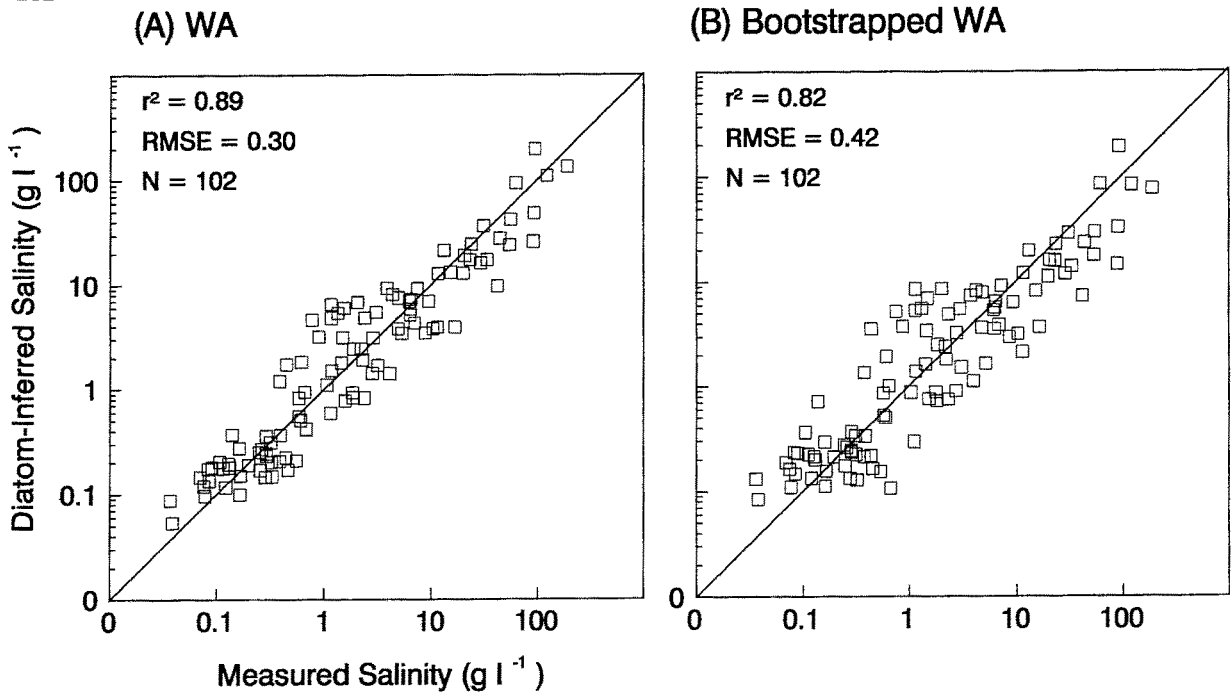 (A) WA
(B) Bootstrapped WA
r² = 0.89
RMSE = 0.30
N = 102
r² = 0.82
RMSE = 0.42
N = 102
Diatom-Inferred Salinity (g l ⁻¹)
100
10
1
0.1
0
0
0 0.1 1 10 100
0 0.1 1 10 100
Measured Salinity (g l ⁻¹)